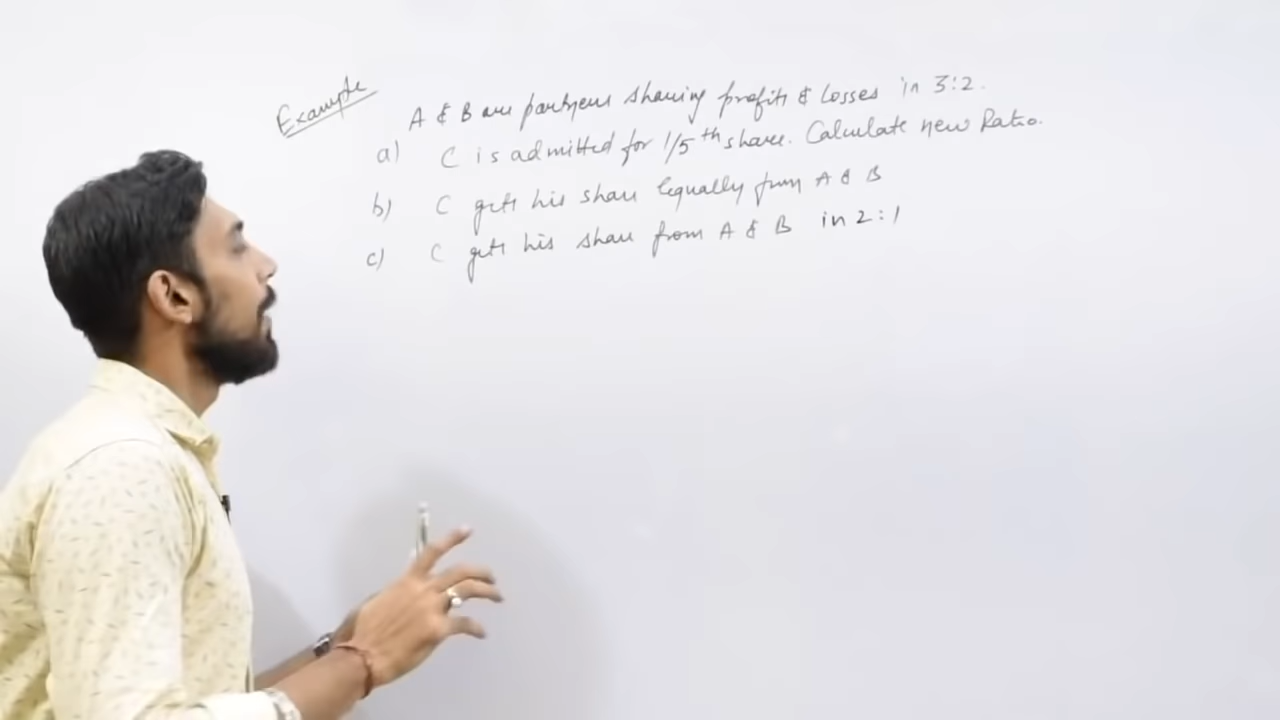 Example
A & B are partners sharing profits & Losses in 3:2.
a) C is admitted for 1/5th share. Calculate new Ratio.
b) C gets his share equally from A & B
c) C gets his share from A & B in 2:1